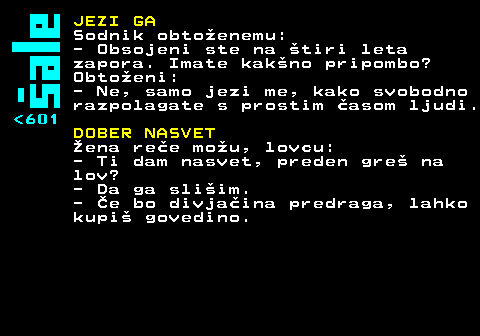 šale
<601
JEZI GA
Sodnik obtoženemu:
- Obsojeni ste na štiri leta
zapora. Imate kakšno pripombo?
Obtoženi:
- Ne, samo jezi me, kako svobodno
razpolagate s prostim časom ljudi.
DOBER NASVET
Žena reče možu, lovcu:
- Ti dam nasvet, preden greš na
lov?
- Da ga slišim.
- Če bo divjačina predraga, lahko
kupiš govedino.